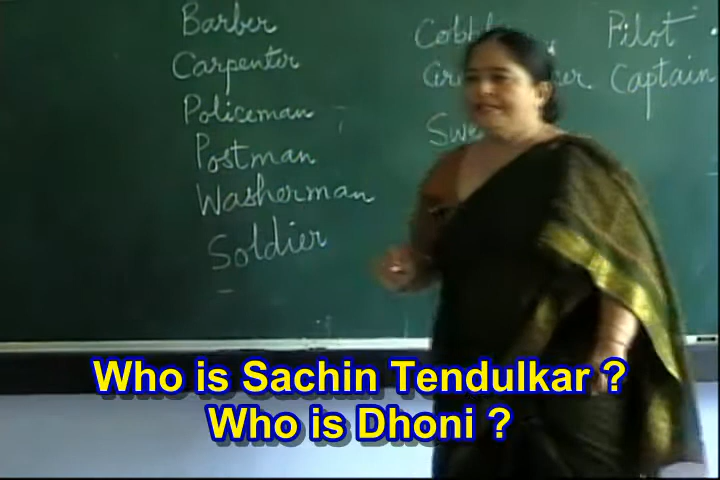 Barber
Carpenter
Policeman
Postman
Washerman
Soldier
Pilot
Captain
Who is Sachin Tendulkar ?
Who is Dhoni ?